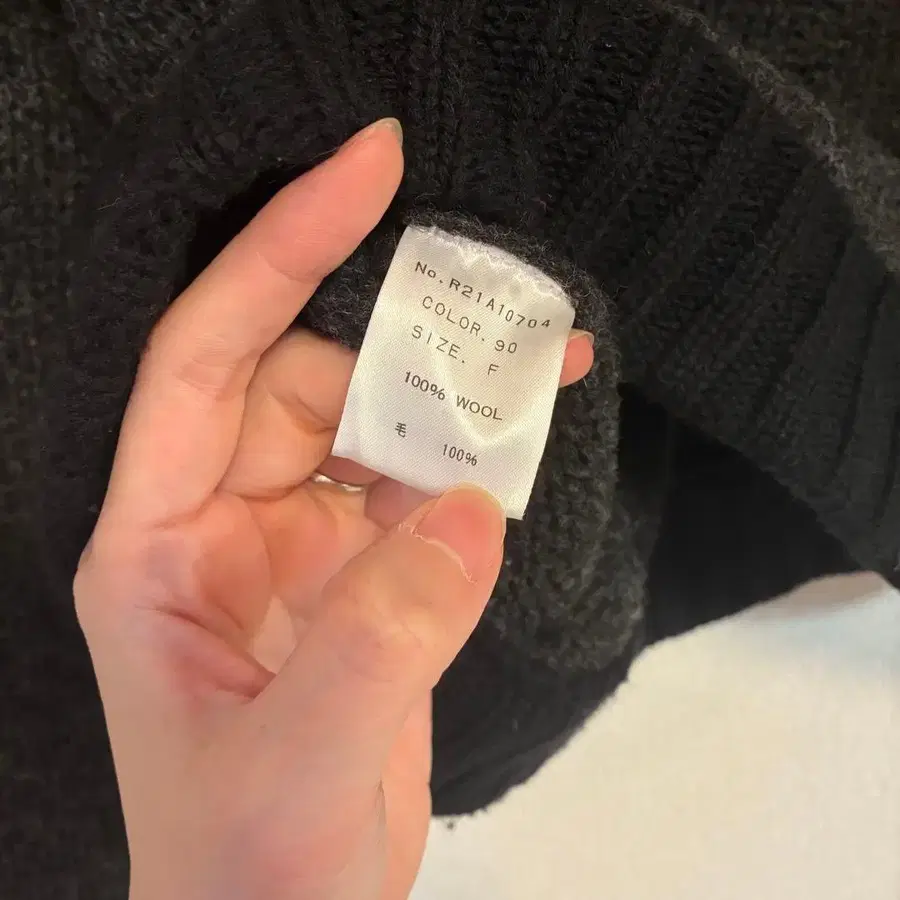 No. R21A10704
COLOR. 90
SIZE. F
100% WOOL
毛 100%